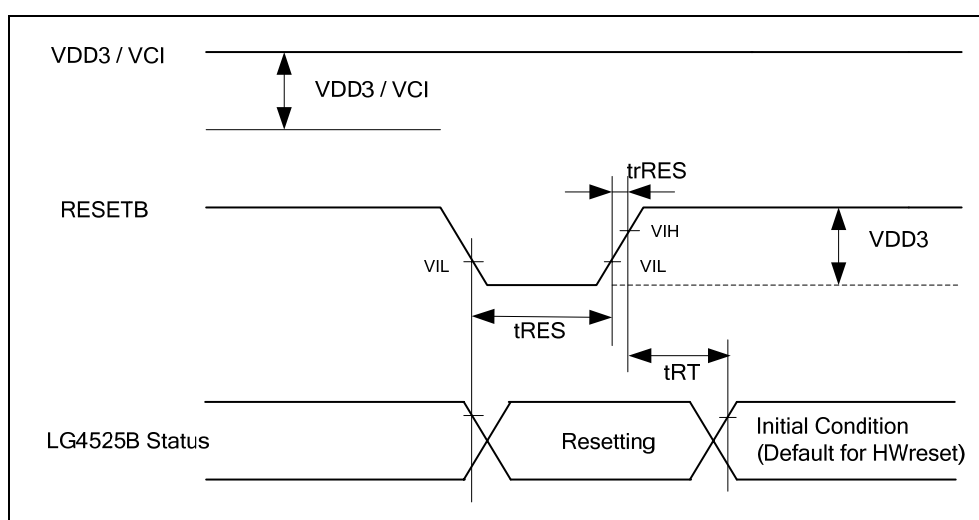 VDD3 / VCI
VDD3 / VCI
trRES
RESETB
VIH
VDD3
VIL
VIL
tRES
tRT
LG4525B Status
Resetting
Initial Condition
(Default for HWreset)